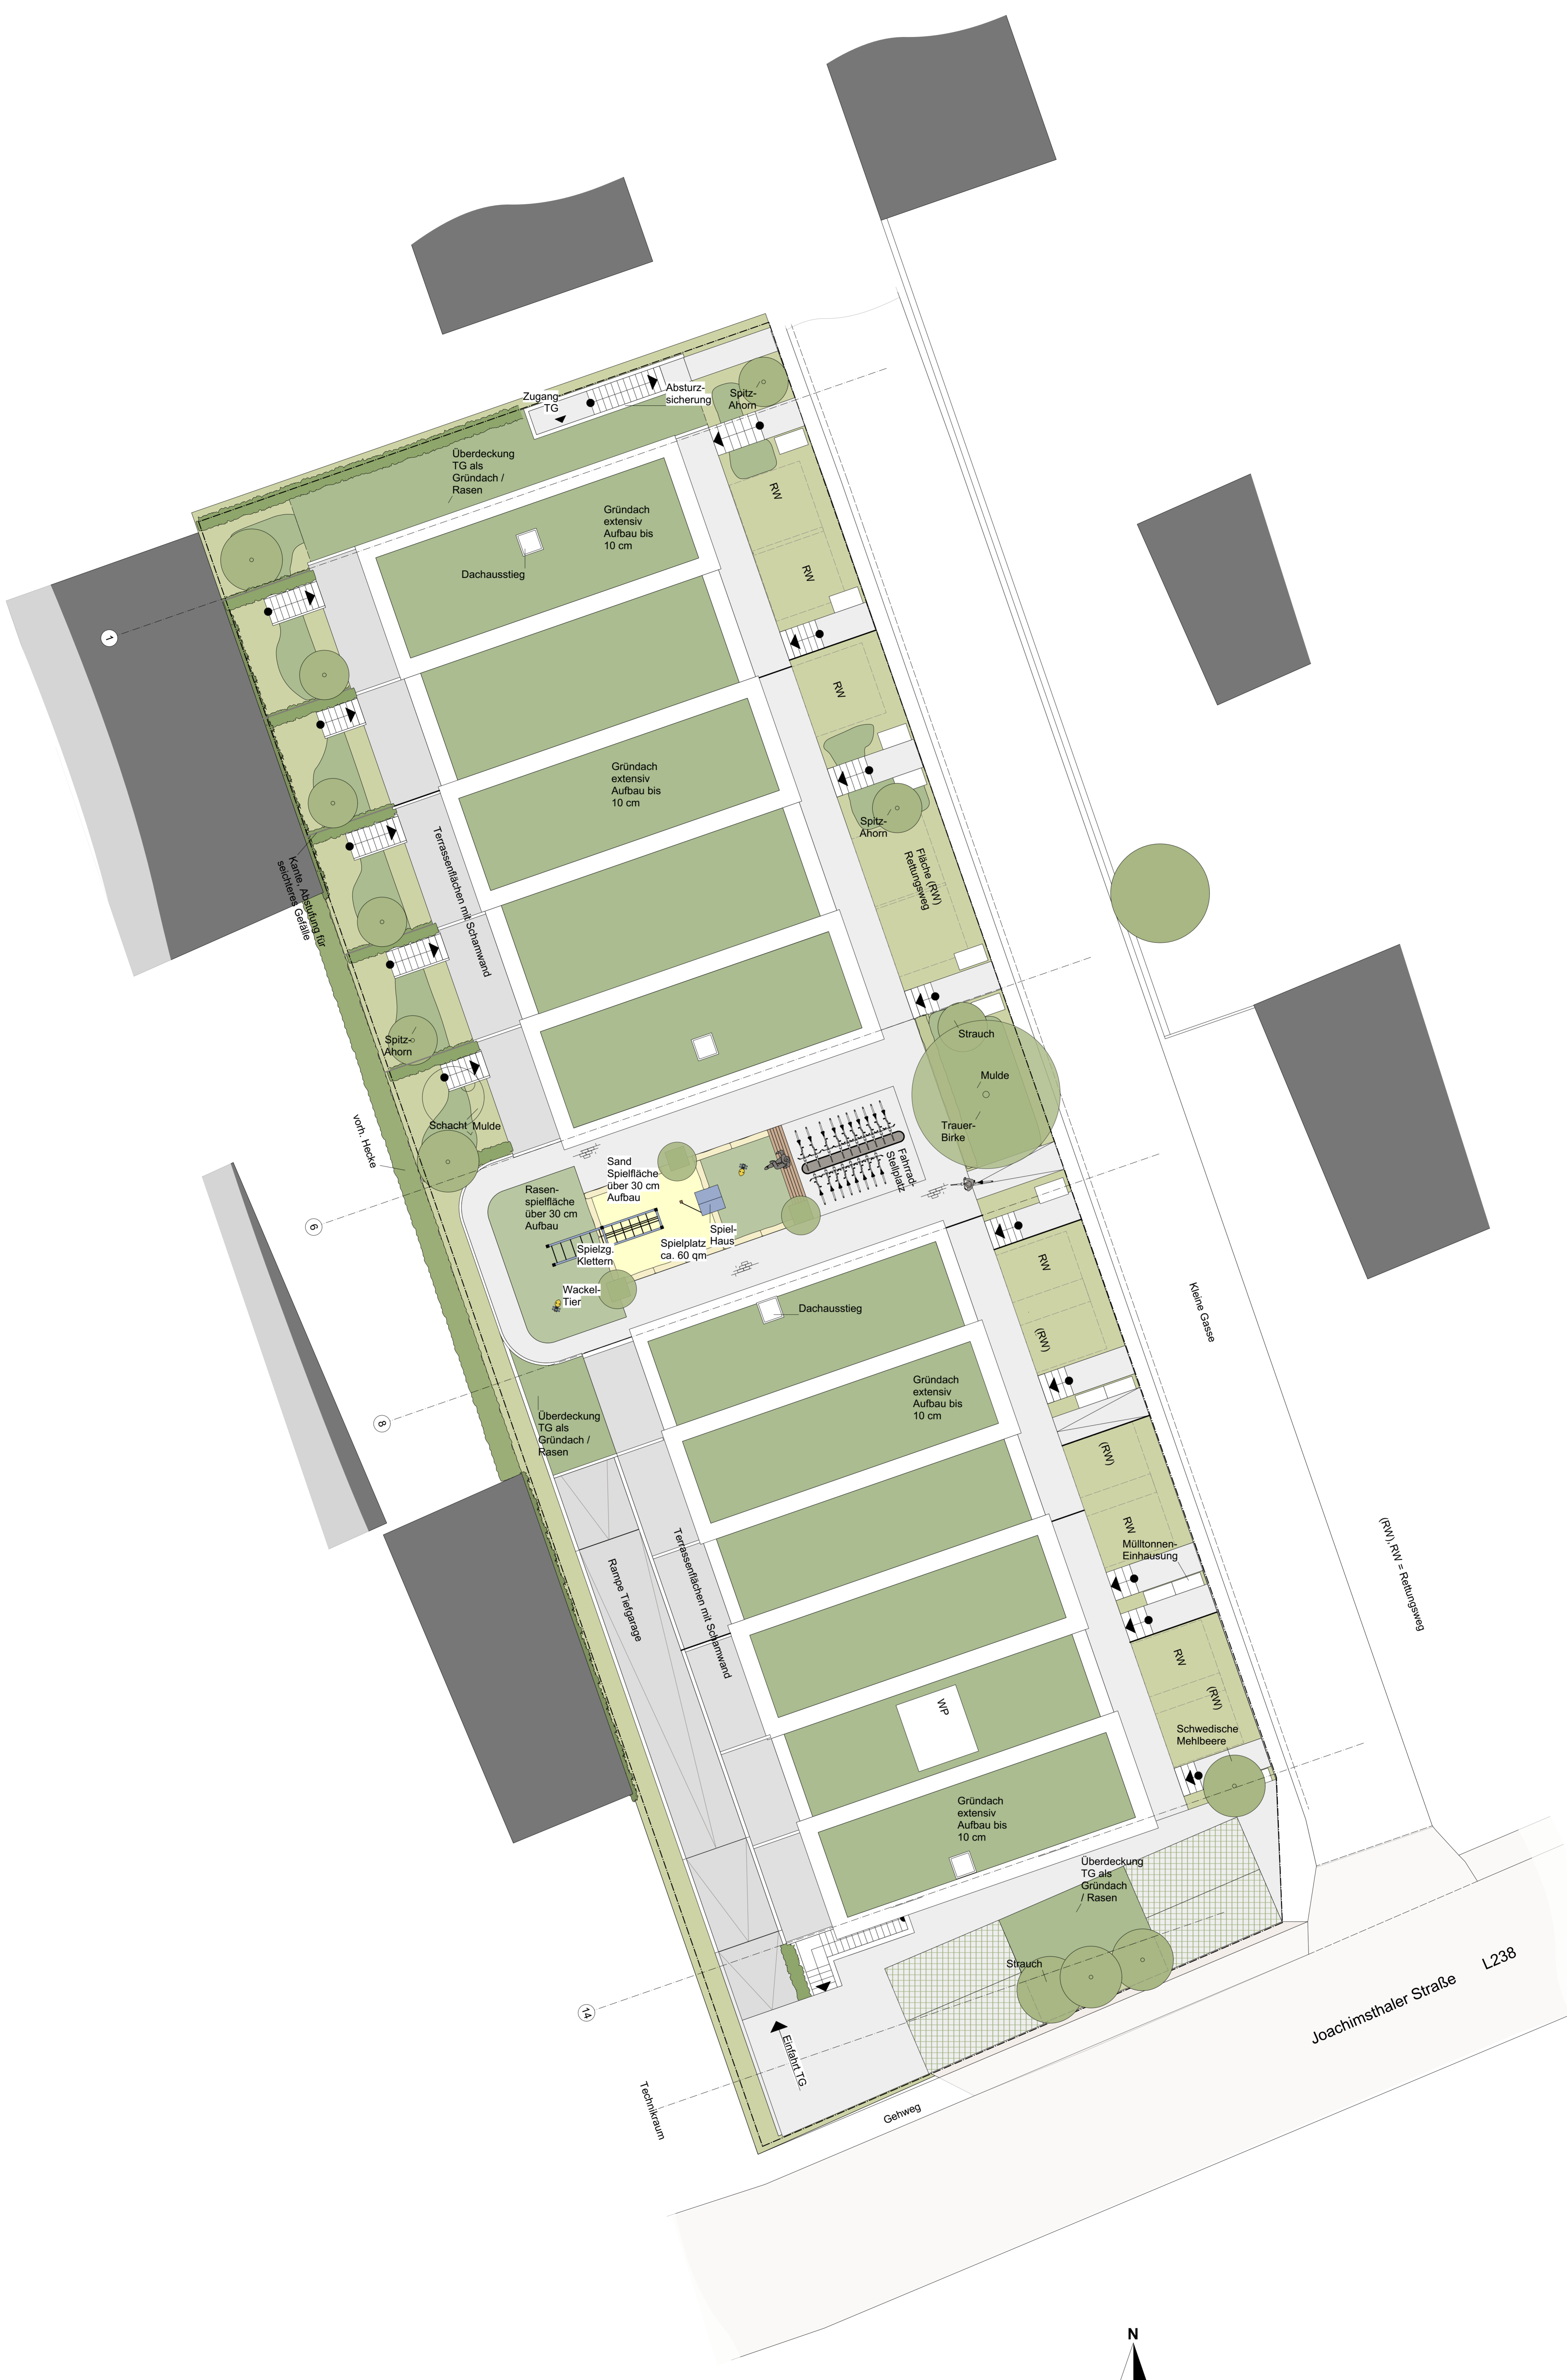 Zugang
TG
Absturz-
sicherung
Spitz-
Ahorn
Überdeckung
TG als
Gründach /
Rasen
RW
Gründach
extensiv
Aufbau bis
10 cm
Dachausstieg
RW
1
RW
Gründach
extensiv
Aufbau bis
10 cm
Spitz-
Ahorn
Terrassenflächen mit Schamwand
Kante, Abstufung für
seichteres Gefälle
Fläche (RW)
Rettungsweg
Spitz-
Ahorn
Strauch
Mulde
Trauer-
Birke
Schacht
Mulde
vorh. Hecke
Fahrrad-
Stellplatz
Sand
Spielfläche
über 30 cm
Aufbau
Rasen-
spielfläche
über 30 cm
Aufbau
6
Spiel-
Haus
Spielzg.
Klettern
Spielplatz
ca. 60 qm
Wackel-
Tier
RW
Kleine Gasse
Dachausstieg
(RW)
Gründach
extensiv
Aufbau bis
10 cm
8
Überdeckung
TG als
Gründach /
Rasen
(RW)
RW
Mülltonnen-
Einhausung
(RW),RW = Rettungsweg
Rampe Tiefgarage
Terrassenflächen mit Schamwand
RW
(RW)
WP
Schwedische
Mehlbeere
Gründach
extensiv
Aufbau bis
10 cm
Überdeckung
TG als
Gründach
/ Rasen
Strauch
14
Joachimsthaler Straße L238
Einfahrt TG
Technikraum
Gehweg
N